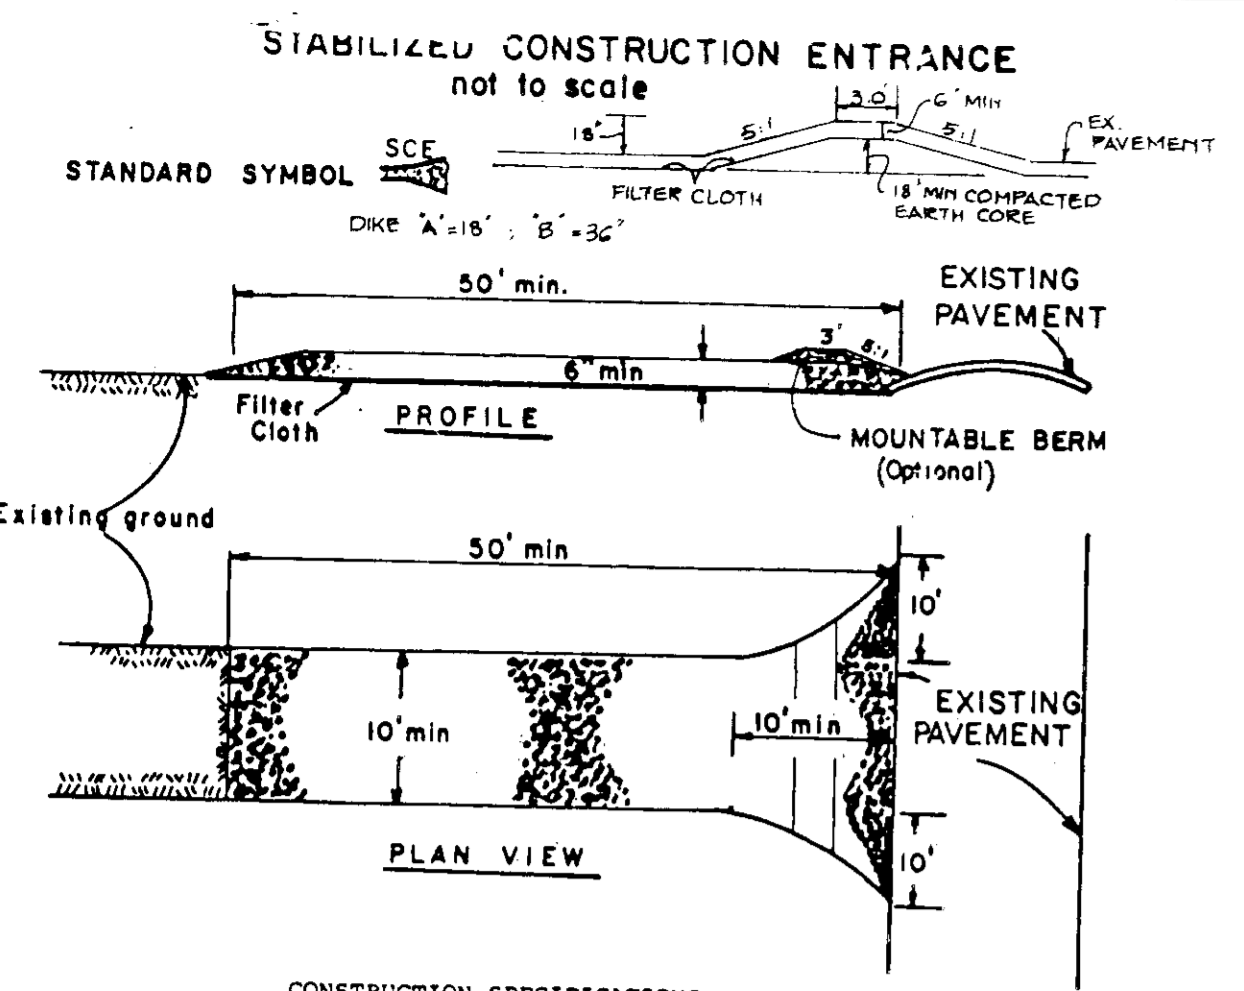 STABILIZED CONSTRUCTION ENTRANCE
not to scale
3.0'
6" MIN
18"
5:1
5:1
EX.
PAVEMENT
STANDARD SYMBOL
SCE
FILTER CLOTH
18" MIN COMPACTED
EARTH CORE
DIKE "A"=18" ; "B"=36"
50' min.
EXISTING
PAVEMENT
3'
6" min
Filter
Cloth
PROFILE
MOUNTABLE BERM
(Optional)
Existing ground
50' min
10'
10' min
10' min
EXISTING
PAVEMENT
10'
PLAN VIEW
CONSTRUCTION SPECIFICATIONS